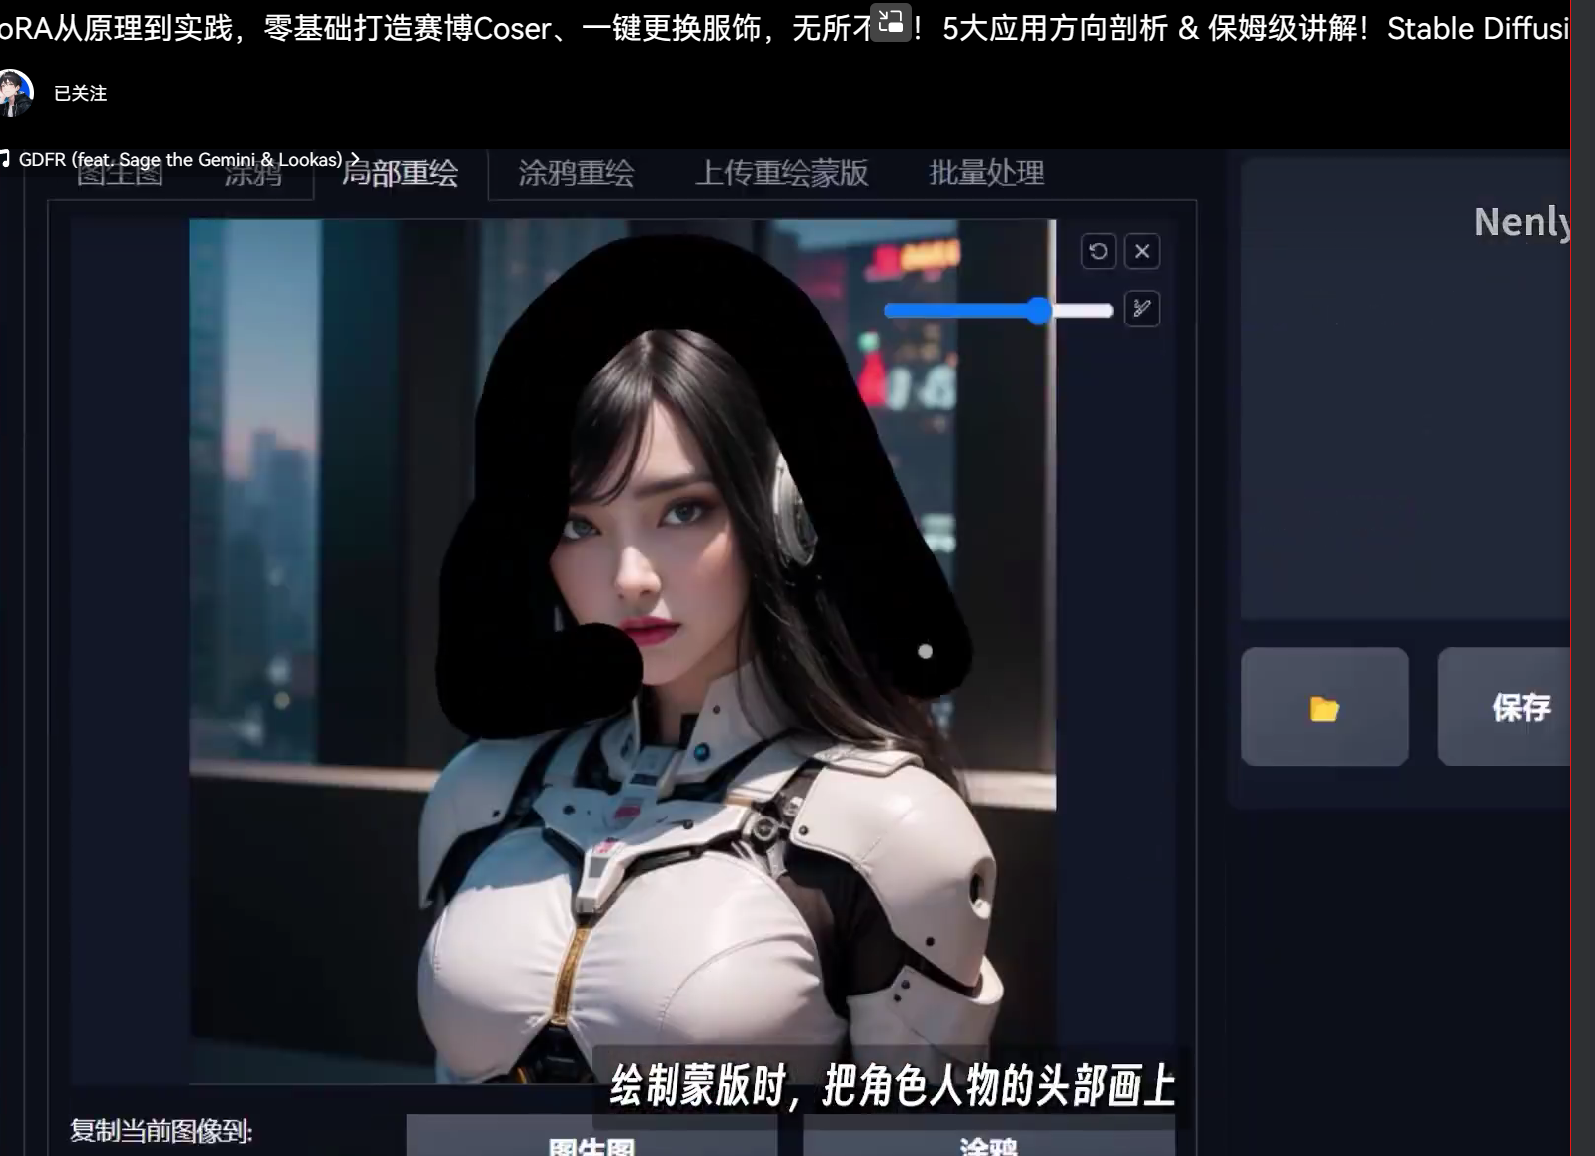 oRA从原理到实践，零基础打造赛博Coser、一键更换服饰，无所不！5大应用方向剖析 & 保姆级讲解！Stable Diffusi
已关注
GDFR (feat. Sage the Gemini & Lookas)
图生图 涂鸦 局部重绘 涂鸦重绘 上传重绘蒙版 批量处理
Nenly
保存
绘制蒙版时，把角色人物的头部画上
复制当前图像到:
图生图 涂鸦